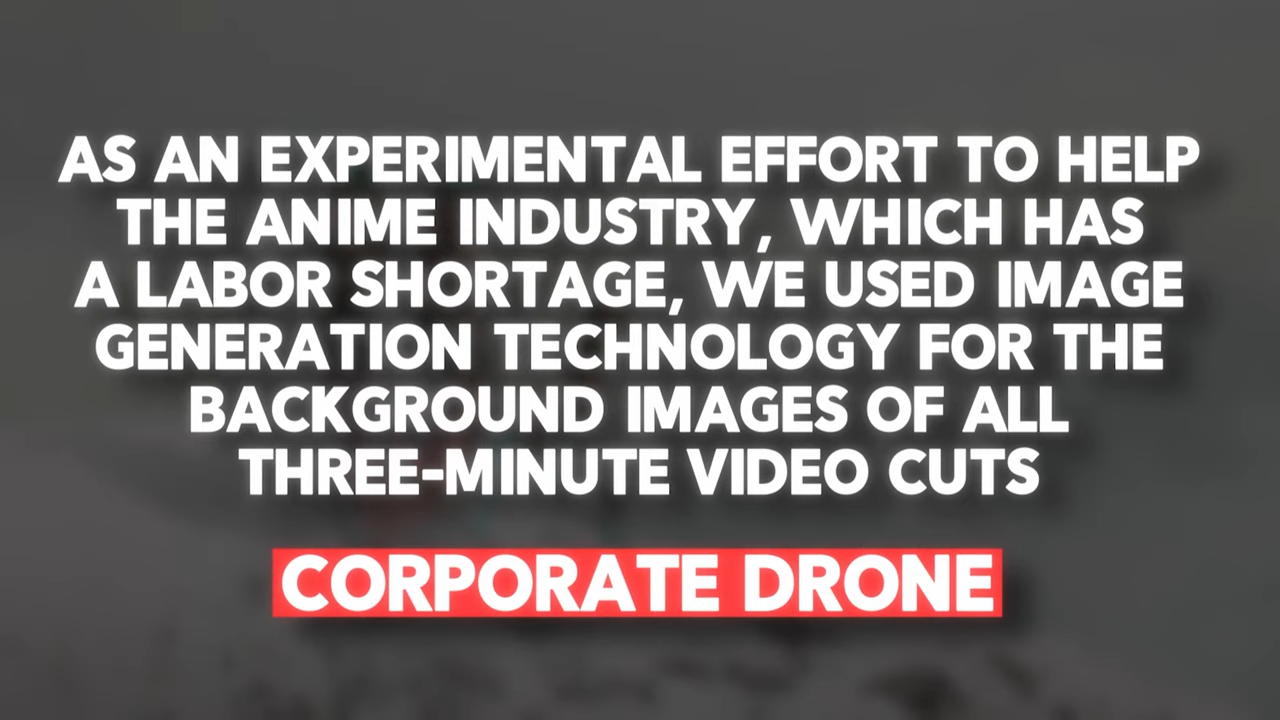 AS AN EXPERIMENTAL EFFORT TO HELP
THE ANIME INDUSTRY, WHICH HAS
A LABOR SHORTAGE, WE USED IMAGE
GENERATION TECHNOLOGY FOR THE
BACKGROUND IMAGES OF ALL
THREE-MINUTE VIDEO CUTS
CORPORATE DRONE